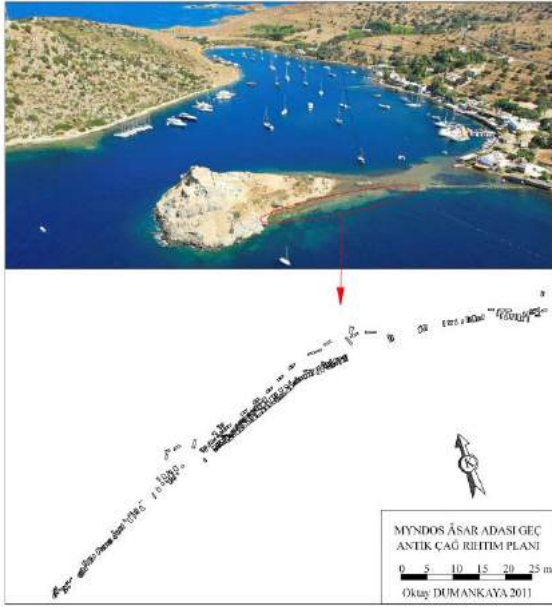 K
MYNDOS ÂSAR ADASI GEÇ
ANTİK ÇAĞ RIHTIM PLANI
0 5 10 15 20 25 m
Oktay DUMANKAYA 2011